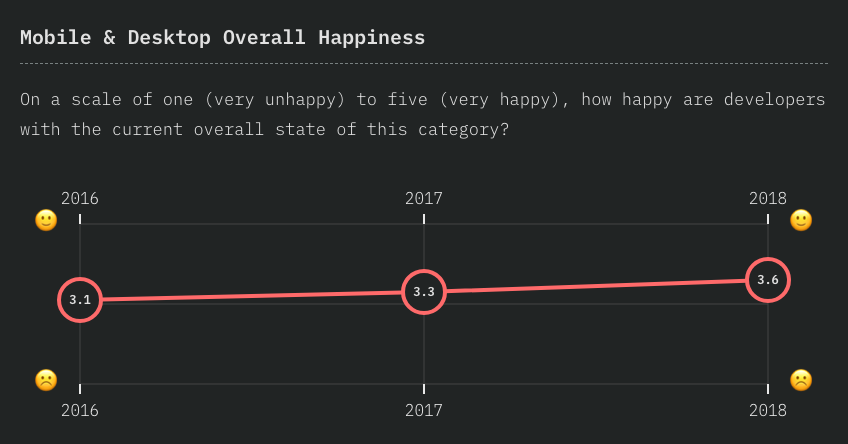 Mobile & Desktop Overall Happiness
On a scale of one (very unhappy) to five (very happy), how happy are developers
with the current overall state of this category?
2016 2017 2018
3.1 3.3 3.6
2016 2017 2018